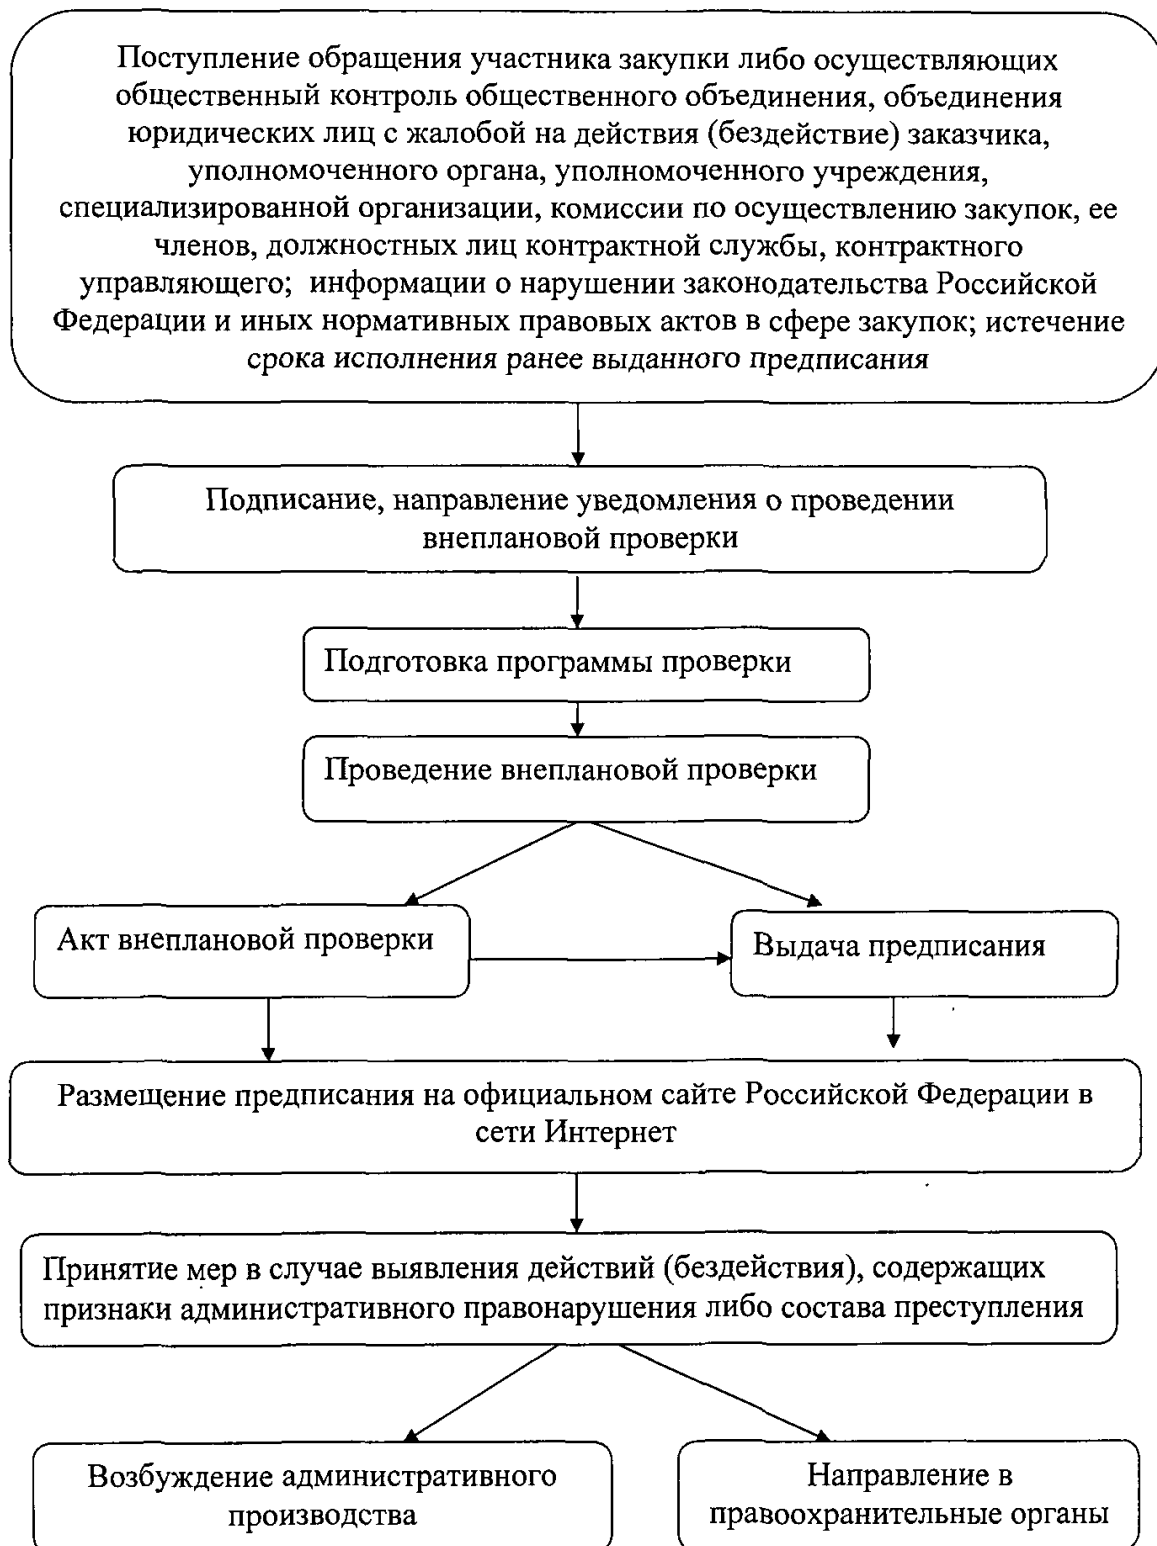 Поступление обращения участника закупки либо осуществляющих
общественный контроль общественного объединения, объединения
юридических лиц с жалобой на действия (бездействие) заказчика,
уполномоченного органа, уполномоченного учреждения,
специализированной организации, комиссии по осуществлению закупок, ее
членов, должностных лиц контрактной службы, контрактного
управляющего; информации о нарушении законодательства Российской
Федерации и иных нормативных правовых актов в сфере закупок; истечение
срока исполнения ранее выданного предписания
Подписание, направление уведомления о проведении
внеплановой проверки
Подготовка программы проверки
Проведение внеплановой проверки
Акт внеплановой проверки
Выдача предписания
Размещение предписания на официальном сайте Российской Федерации в
сети Интернет
Принятие мер в случае выявления действий (бездействия), содержащих
признаки административного правонарушения либо состава преступления
Возбуждение административного
производства
Направление в
правоохранительные органы